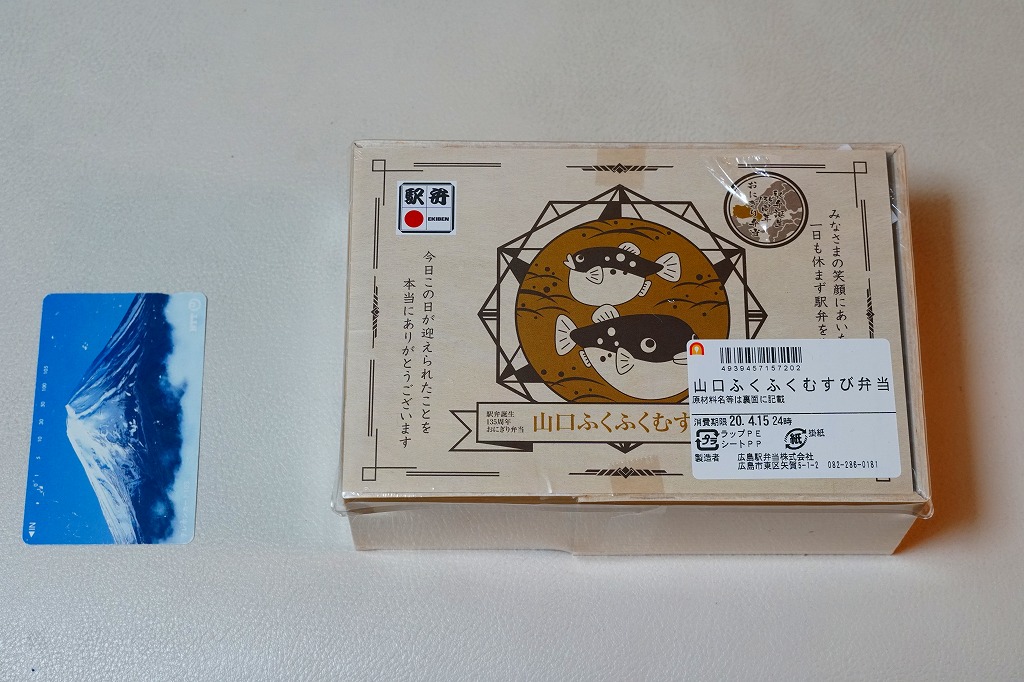 駅弁
EKIBEN
今日この日が迎えられたことを
本当にありがとうございます
みなさまの笑顔にあいた
一日も休まず駅弁を
駅弁誕生
135周年
おにぎり弁当
山口ふくふくむす
4939457157202
山口ふくふくむすび弁当
原材料名等は裏面に記載
消費期限 20. 4.15 24時
プラ ラップPE
シートPP
紙 掛紙
製造者 広島駅弁当株式会社
広島市東区矢賀5-1-2 082-286-0181
IN